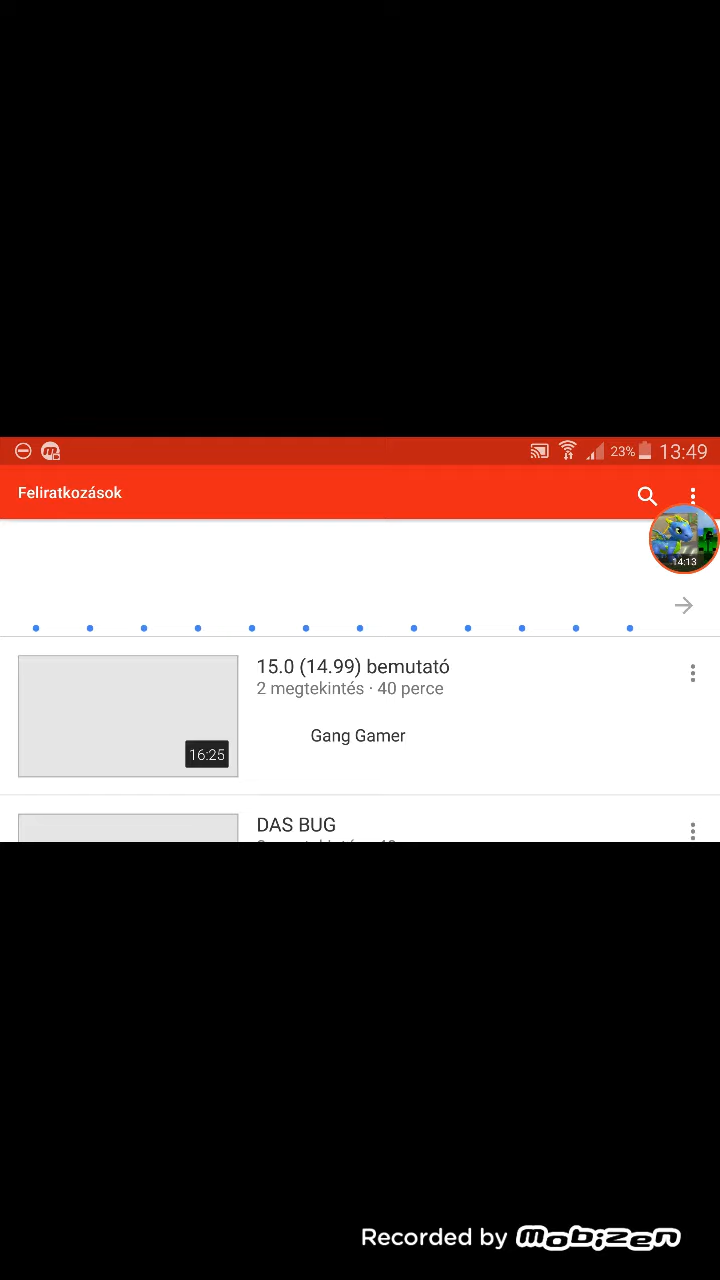 23% 13:49
Feliratkozások
14:13
15.0 (14.99) bemutató
2 megtekintés · 40 perce
Gang Gamer
16:25
DAS BUG
Recorded by mobizen